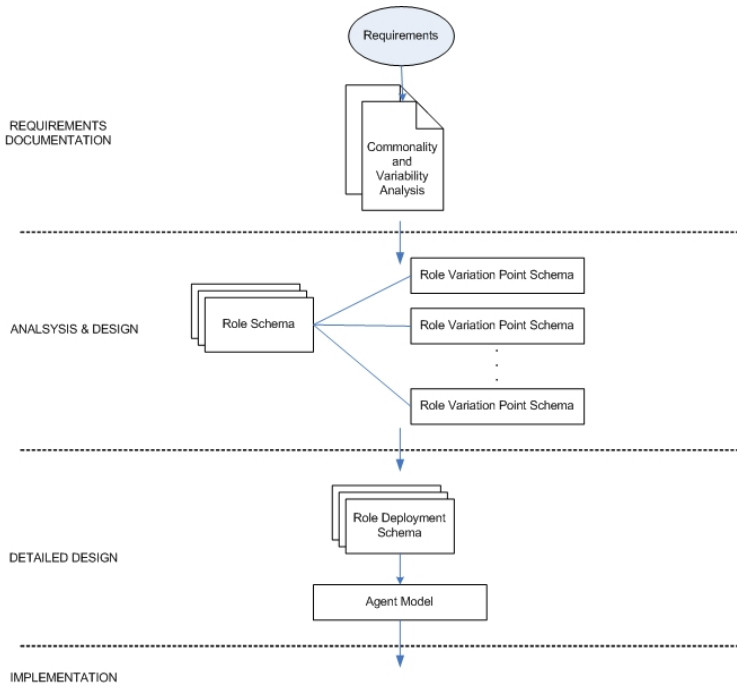 Requirements
REQUIREMENTS
DOCUMENTATION
Commonality
and
Variability
Analysis
Role Variation Point Schema
ANALSYSIS & DESIGN
Role Schema
Role Variation Point Schema
Role Variation Point Schema
Role Deployment
Schema
DETAILED DESIGN
Agent Model
IMPLEMENTATION